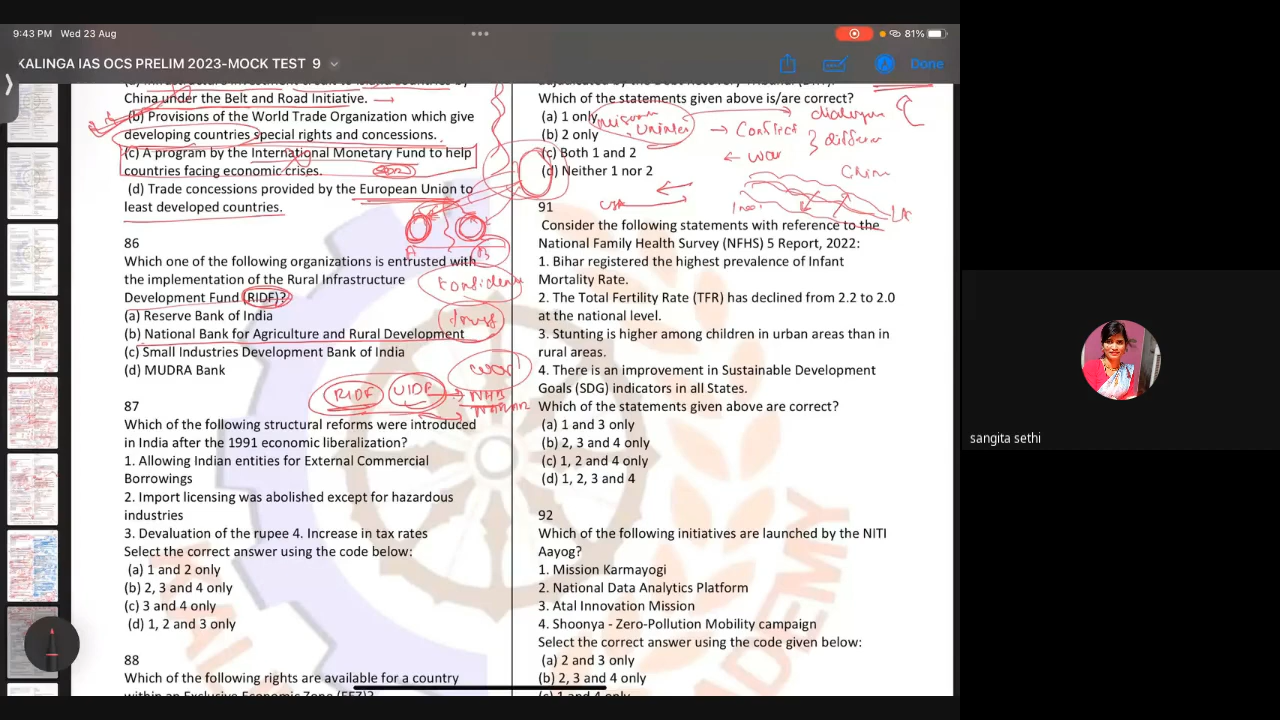 9:43 PM Wed 23 Aug
81%
KALINGA IAS OCS PRELIM 2023-MOCK TEST 9
Done
China under the Belt and Road Initiative.
(b) Provisions of the World Trade Organization which give
developing countries special rights and concessions.
(c) A program by the International Monetary Fund to help
countries facing economic crises.
(d) Trade concessions provided by the European Union to
least developed countries.
86
Which one of the following organizations is entrusted with
the implementation of the Rural Infrastructure
Development Fund (RIDF)?
(a) Reserve Bank of India
(b) National Bank for Agriculture and Rural Development
(c) Small Industries Development Bank of India
(d) MUDRA Bank
RIDF UIDF → NHB
87
Which of the following structural reforms were introduced
in India after the 1991 economic liberalization?
1. Allowing Indian entities for External Commercial
Borrowings
2. Import licensing was abolished except for hazardous
industries
3. Devaluation of the rupee 4. Increase in tax rates
Select the correct answer using the code below:
(a) 1 and 2 only
(b) 2, 3 and 4 only
(c) 3 and 4 only
(d) 1, 2 and 3 only
88
Which of the following rights are available for a country
within an Exclusive Economic Zone (EEZ)?
Which of the statements given above is/are correct?
(a) 1 only
(b) 2 only
(c) Both 1 and 2
(d) Neither 1 nor 2
dialogue
→ Conflict
different
← war
China
USA
91
Consider the following statements with reference to the
National Family Health Survey (NFHS) 5 Report, 2022:
1. Bihar registered the highest prevalence of Infant
Mortality Rate.
2. The Total Fertility Rate (TFR) has declined from 2.2 to 2.0
at the national level.
3. Stunting is higher among children in urban areas than in
rural areas.
4. There is an improvement in Sustainable Development
Goals (SDG) indicators in all States.
Which of the statements given above are correct?
(a) 1 and 3 only
(b) 2, 3 and 4 only
(c) 1, 2 and 4 only
(d) 1, 2, 3 and 4
92
Which of the following initiatives are launched by the NITI
Aayog?
1. Mission Karmayogi
2. National Data Analytics Platform
3. Atal Innovation Mission
4. Shoonya - Zero-Pollution Mobility campaign
Select the correct answer using the code given below:
(a) 2 and 3 only
(b) 2, 3 and 4 only
(c) 1 and 4 only
sangita sethi